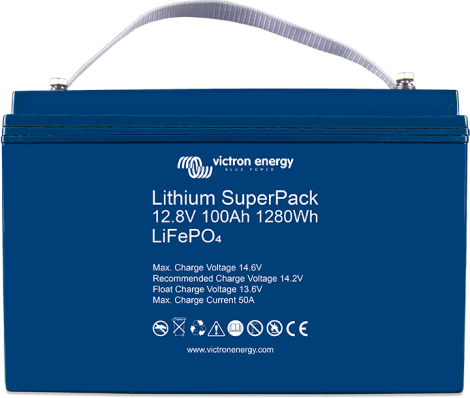 victron energy
BLUE POWER
Lithium SuperPack
12.8V 100Ah 1280Wh
LiFePO₄
Max. Charge Voltage 14.6V
Recommended Charge Voltage 14.2V
Float Charge Voltage 13.6V
Max. Charge Current 50A
CE
www.victronenergy.com